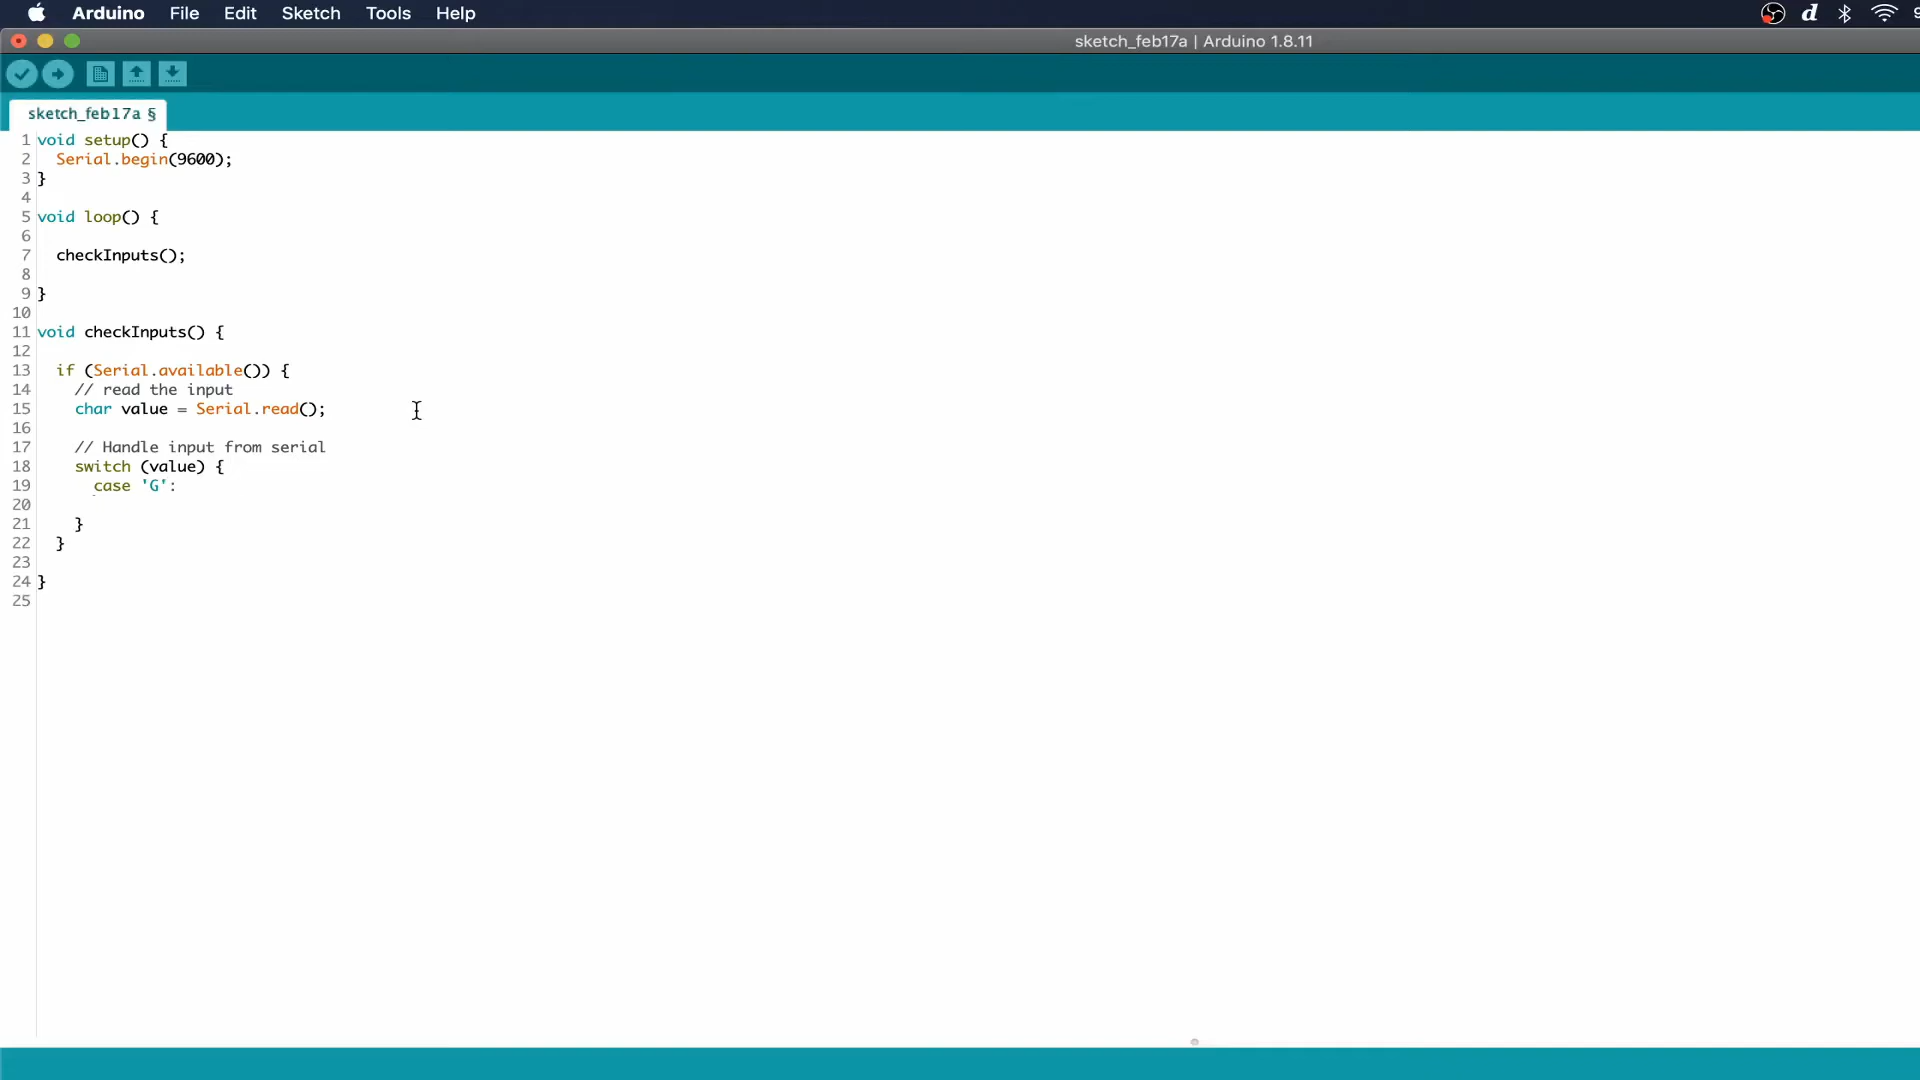 Arduino File Edit Sketch Tools Help
sketch_feb17a | Arduino 1.8.11
sketch_feb17a §
1 void setup() {
2   Serial.begin(9600);
3 }
4
5 void loop() {
6
7   checkInputs();
8
9 }
10
11 void checkInputs() {
12
13   if (Serial.available()) {
14     // read the input
15     char value = Serial.read();
16
17     // Handle input from serial
18     switch (value) {
19       case 'G':
20
21     }
22   }
23
24 }
25